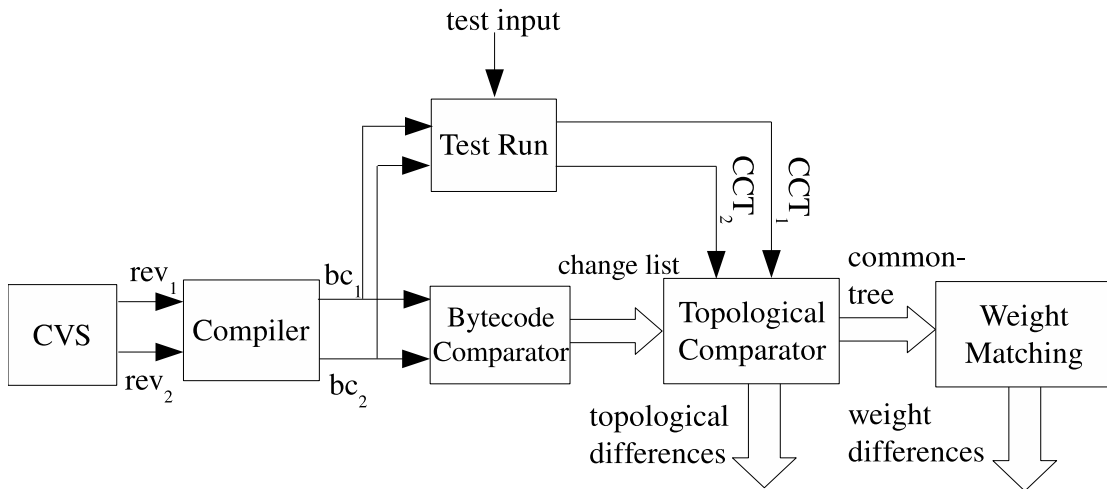 test input
Test Run
CCT₂
CCT₁
rev₁
bc₁
change list
common-
tree
CVS
Compiler
Bytecode
Comparator
Topological
Comparator
Weight
Matching
rev₂
bc₂
topological
differences
weight
differences